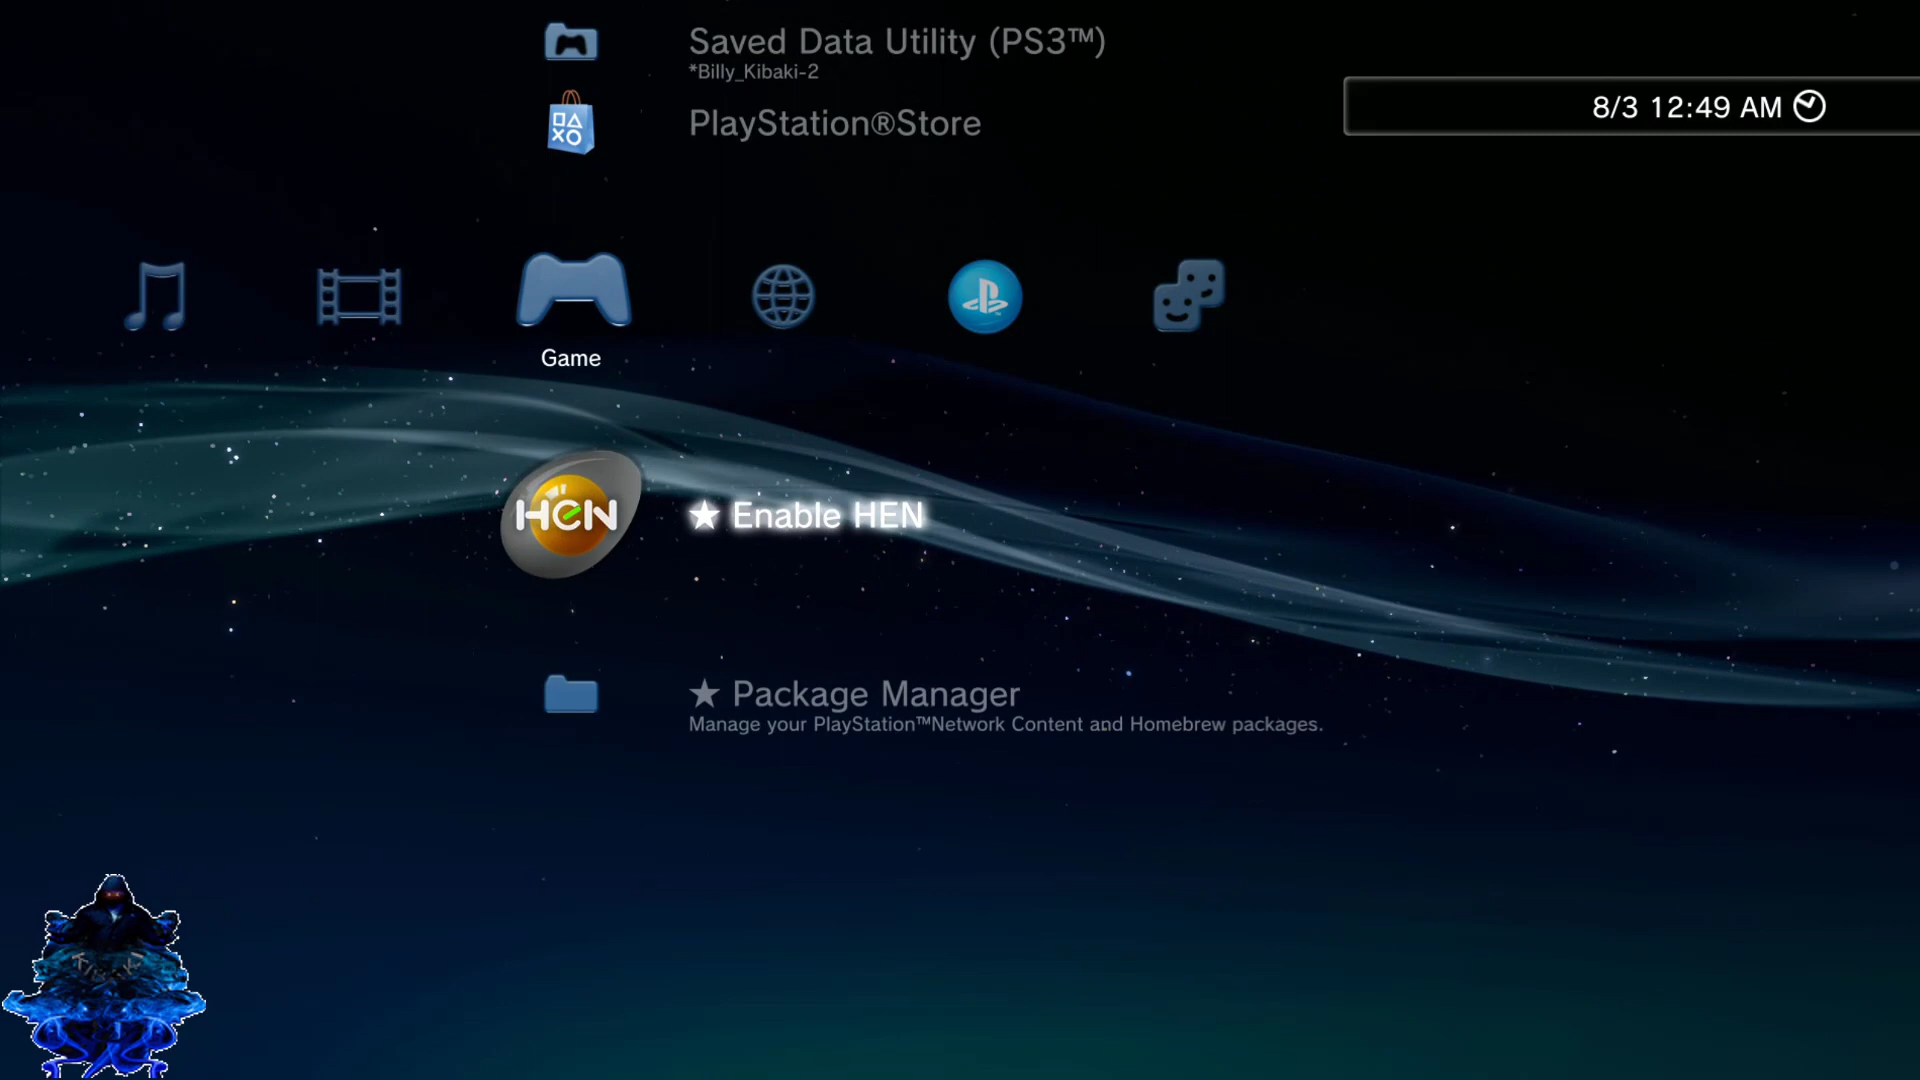 Saved Data Utility (PS3™)
*Billy_Kibaki-2
PlayStation®Store
8/3 12:49 AM
Game
HEN
★ Enable HEN
★ Package Manager
Manage your PlayStation™Network Content and Homebrew packages.